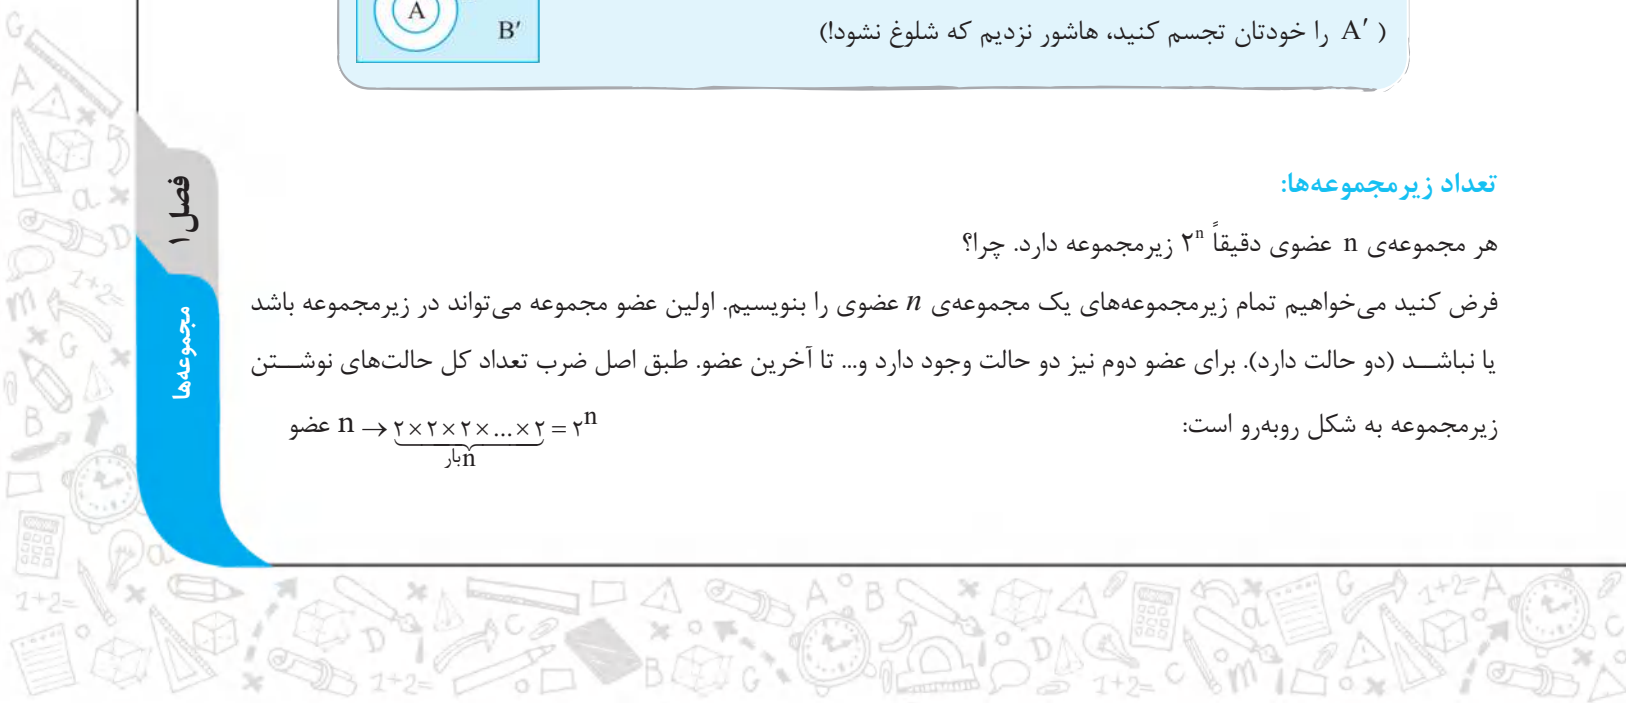 A
B′
( A′ را خودتان تجسم کنید، هاشور نزدیم که شلوغ نشود!)
فصل ۱
مجموعه‌ها
تعداد زیرمجموعه‌ها:
هر مجموعه‌ی n عضوی دقیقاً ۲ⁿ زیرمجموعه دارد. چرا؟
فرض کنید می‌خواهیم تمام زیرمجموعه‌های یک مجموعه‌ی n عضوی را بنویسیم. اولین عضو مجموعه می‌تواند در زیرمجموعه باشد
یا نباشــد (دو حالت دارد). برای عضو دوم نیز دو حالت وجود دارد و... تا آخرین عضو. طبق اصل ضرب تعداد کل حالت‌های نوشــتن
زیرمجموعه به شکل روبه‌رو است:
عضو n → ۲×۲×۲×...×۲ = ۲ⁿ
nبار